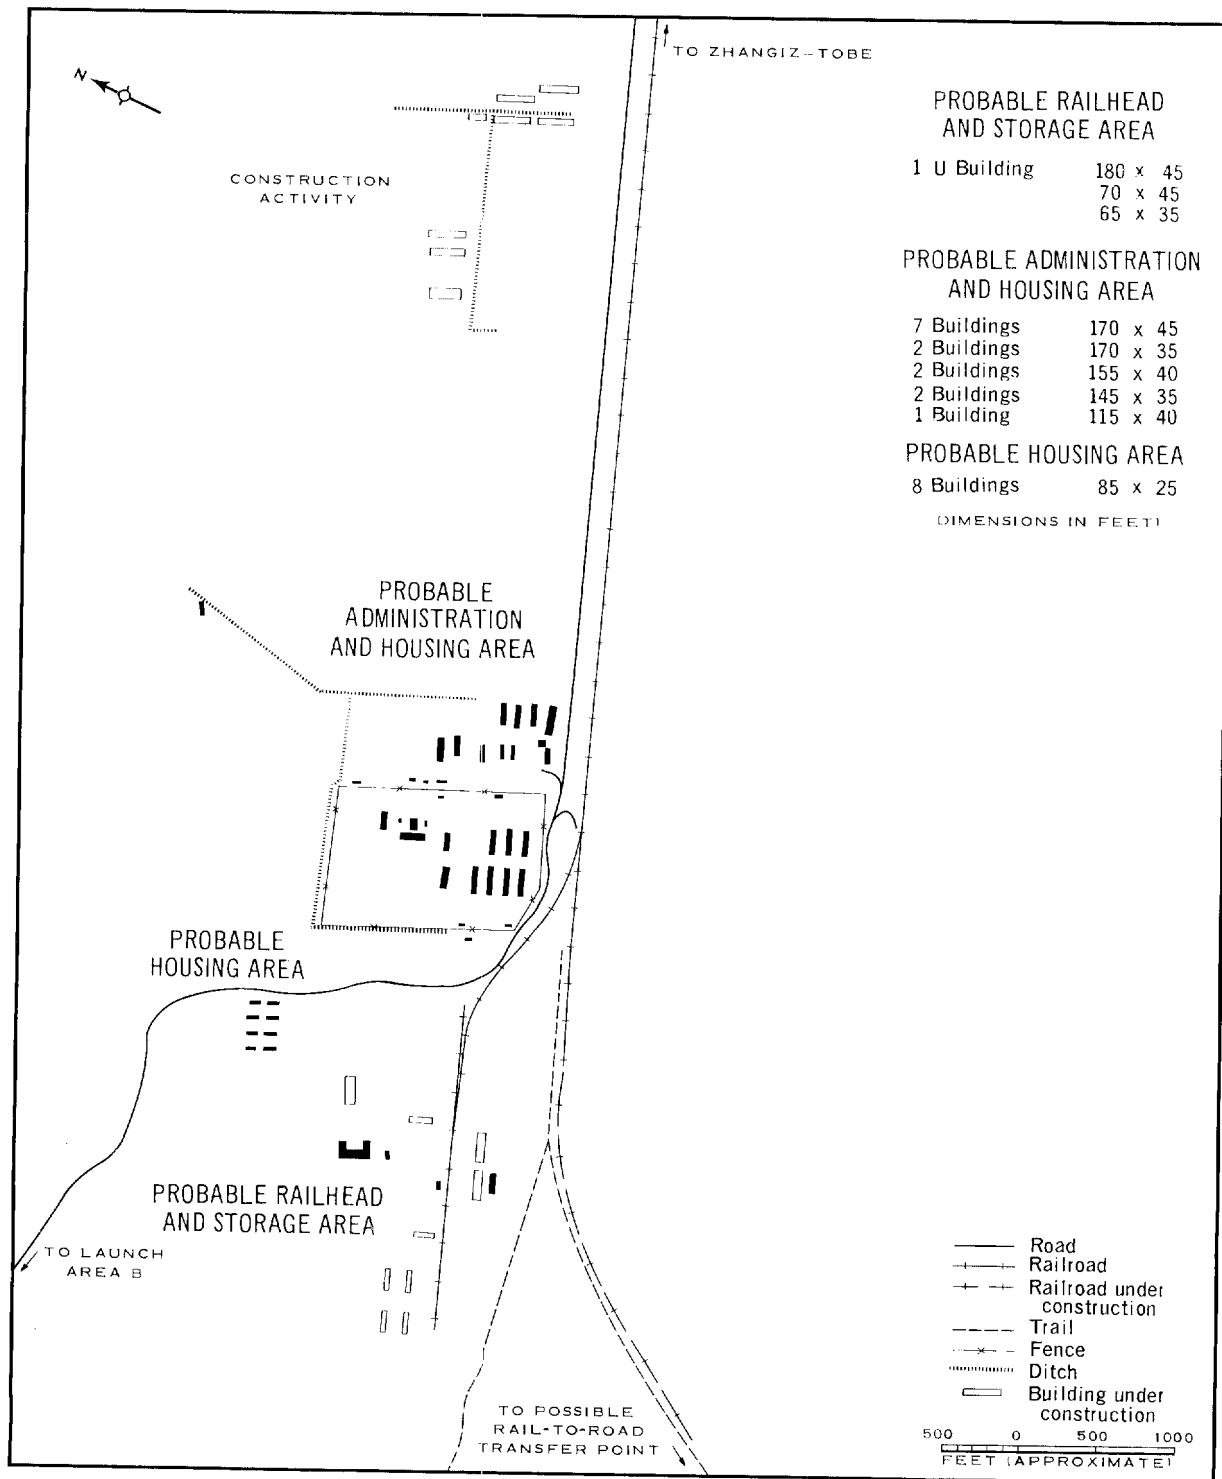 TO ZHANGIZ-TOBE
N
PROBABLE RAILHEAD
AND STORAGE AREA
1 U Building 180 x 45
70 x 45
65 x 35
CONSTRUCTION
ACTIVITY
PROBABLE ADMINISTRATION
AND HOUSING AREA
7 Buildings 170 x 45
2 Buildings 170 x 35
2 Buildings 155 x 40
2 Buildings 145 x 35
1 Building 115 x 40
PROBABLE HOUSING AREA
8 Buildings 85 x 25
(DIMENSIONS IN FEET)
PROBABLE
ADMINISTRATION
AND HOUSING AREA
PROBABLE
HOUSING AREA
PROBABLE RAILHEAD
AND STORAGE AREA
TO LAUNCH
AREA B
TO POSSIBLE
RAIL-TO-ROAD
TRANSFER POINT
Road
Railroad
Railroad under
construction
Trail
Fence
Ditch
Building under
construction
500 0 500 1000
FEET (APPROXIMATE)